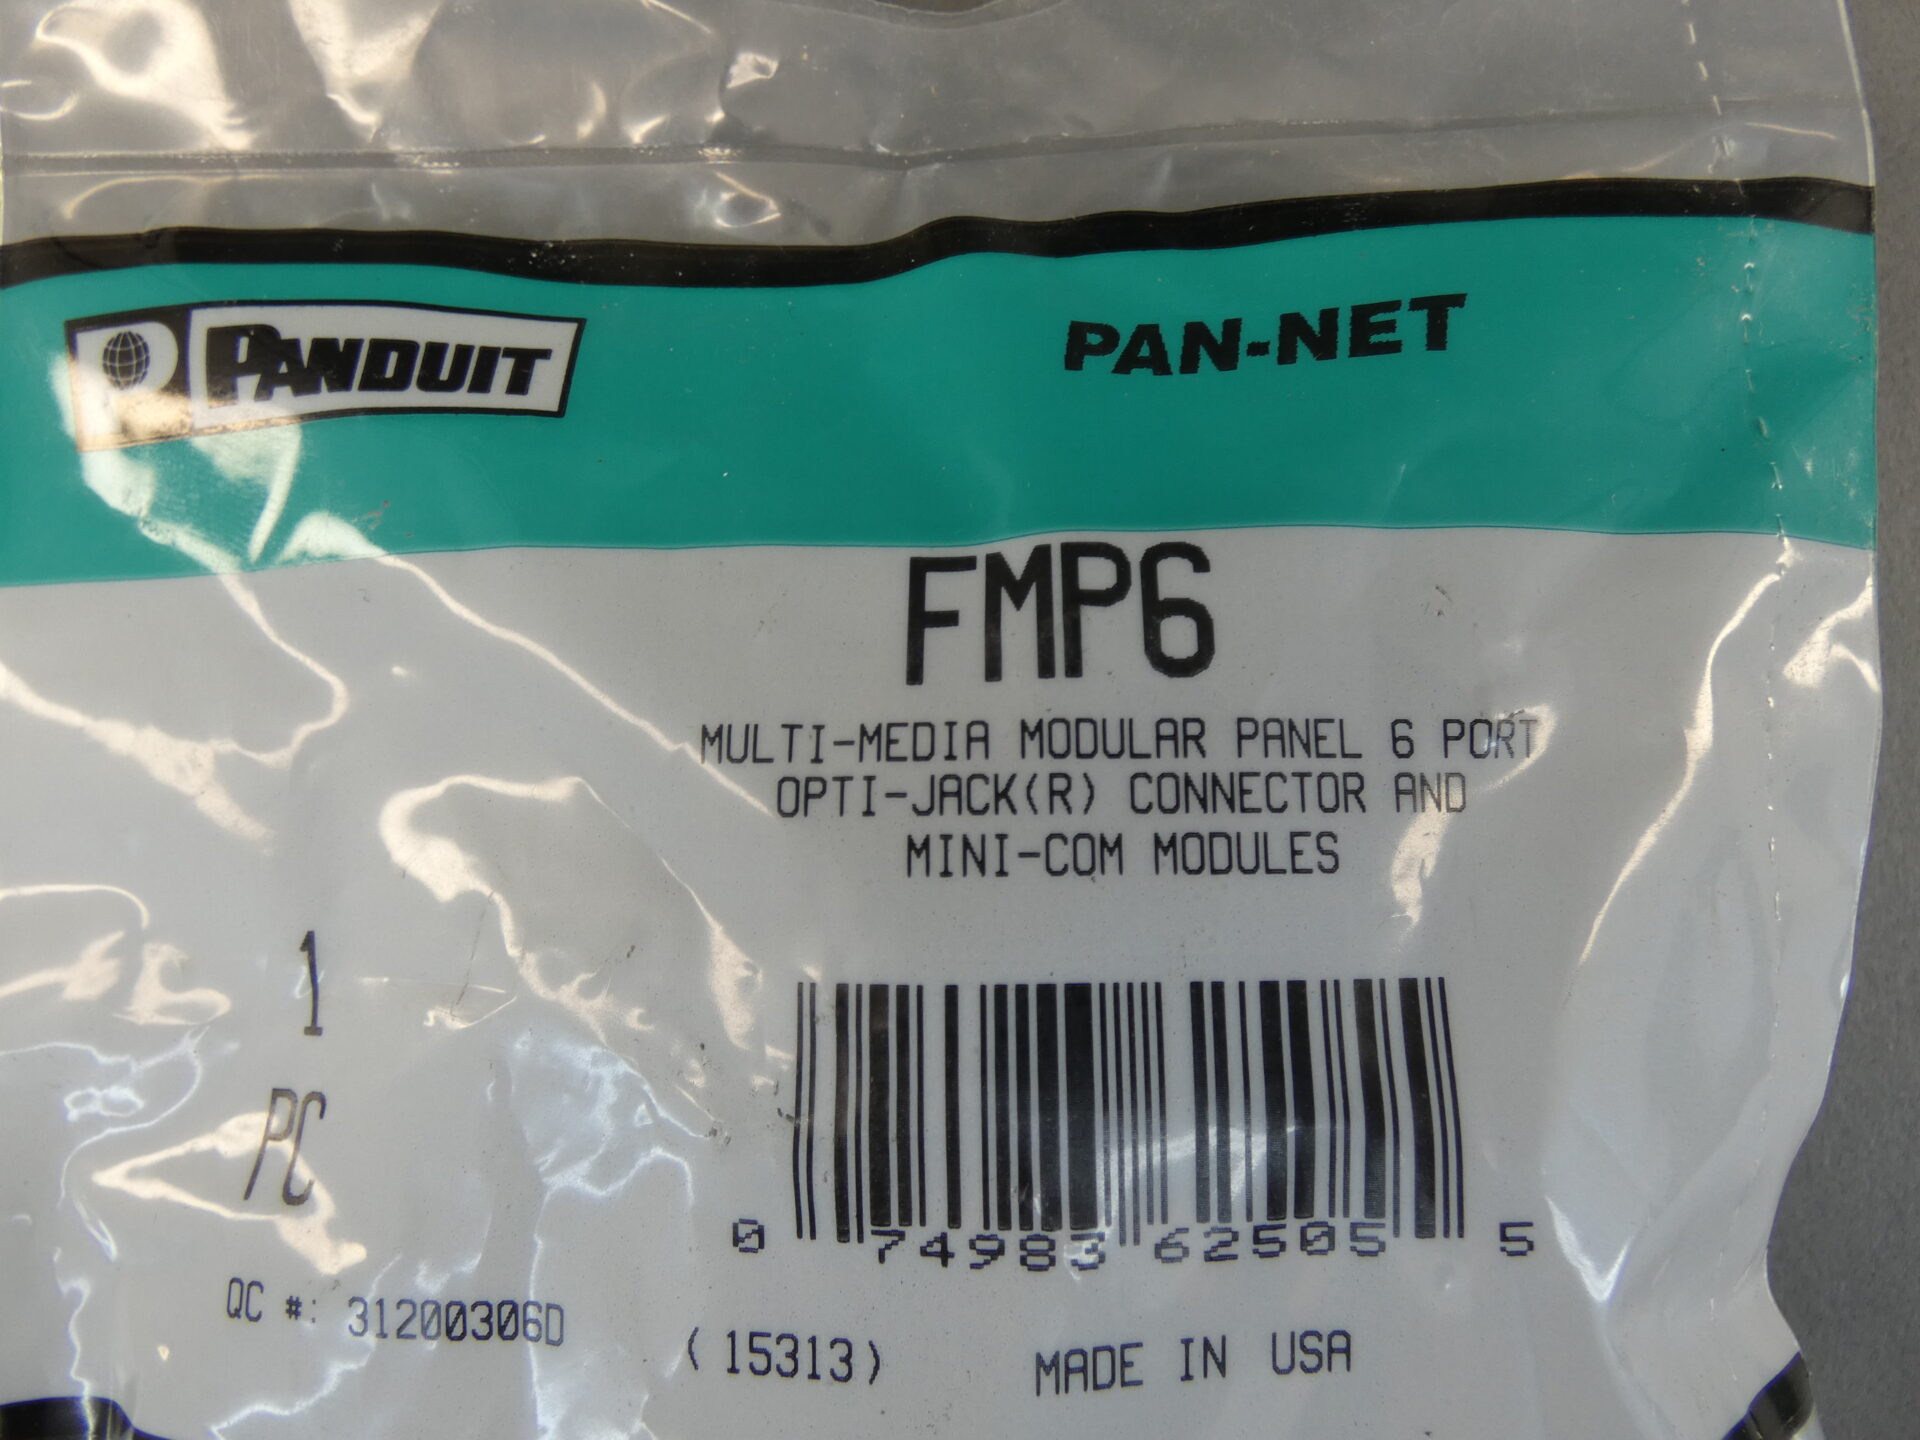 PANDUIT
PAN-NET
FMP6
MULTI-MEDIA MODULAR PANEL 6 PORT
OPTI-JACK(R) CONNECTOR AND
MINI-COM MODULES
1
PC
0 74983 62505 5
QC #: 31200306D
(15313)
MADE IN USA